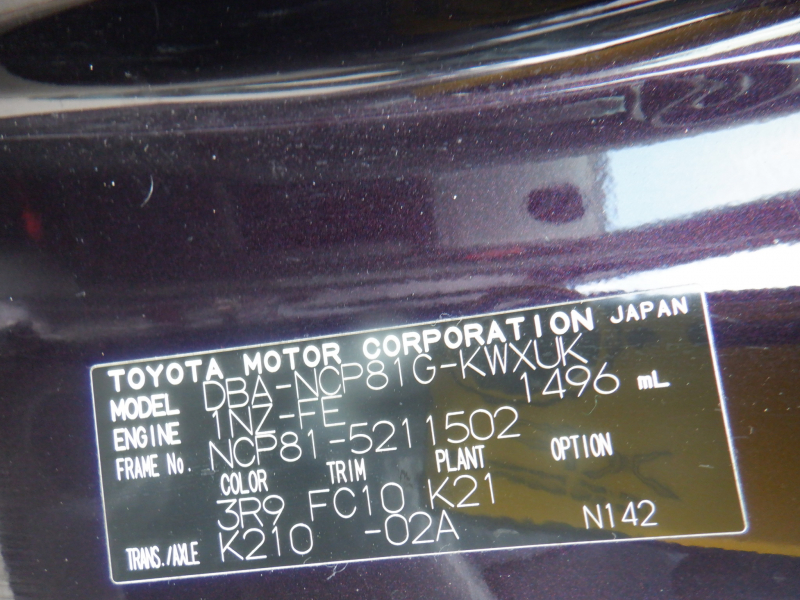 TOYOTA MOTOR CORPORATION JAPAN
MODEL DBA-NCP81G-KWXUK
ENGINE 1NZ-FE 1496 mL
FRAME No. NCP81-5211502
COLOR TRIM PLANT OPTION
3R9 FC10 K21
TRANS./AXLE K210 -02A N142